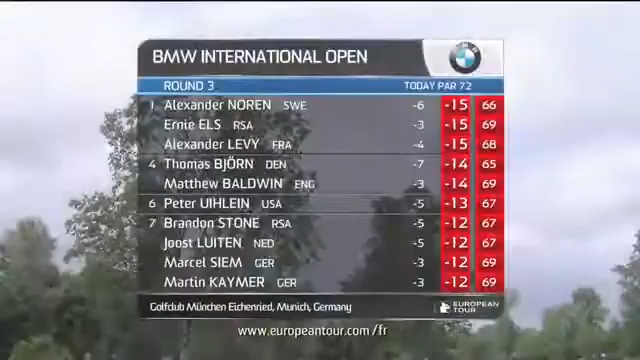 BMW INTERNATIONAL OPEN
ROUND 3 TODAY PAR 72
1 Alexander NOREN SWE -6 -15 66
Ernie ELS RSA -3 -15 69
Alexander LEVY FRA -4 -15 68
4 Thomas BJÖRN DEN -7 -14 65
Matthew BALDWIN ENG -3 -14 69
6 Peter UIHLEIN USA -5 -13 67
7 Brandon STONE RSA -5 -12 67
Joost LUITEN NED -5 -12 67
Marcel SIEM GER -3 -12 69
Martin KAYMER GER -3 -12 69
Golfclub München Eichenried, Munich, Germany
EUROPEAN
TOUR
www.europeantour.com/fr